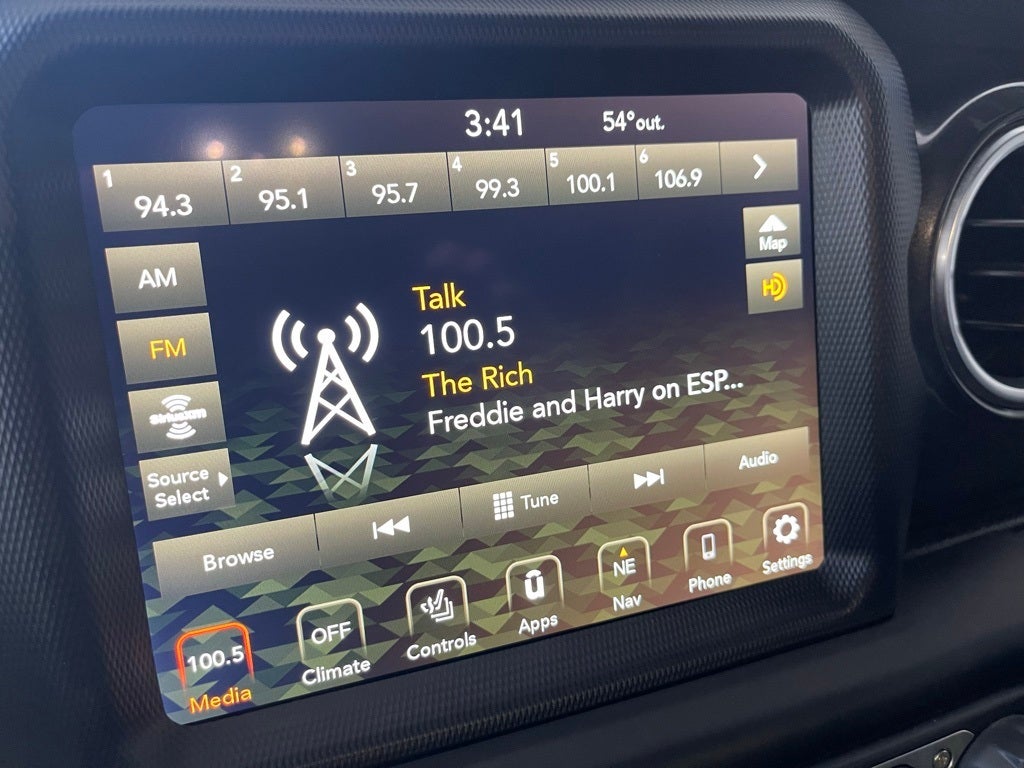 3:41 54° out.
1 94.3 2 95.1 3 95.7 4 99.3 5 100.1 6 106.9
Map
HD
AM
FM
SiriusXM
Source
Select
Talk
100.5
The Rich
Freddie and Harry on ESP...
Browse Tune Audio
100.5 OFF NE
Media Climate Controls Apps Nav Phone Settings